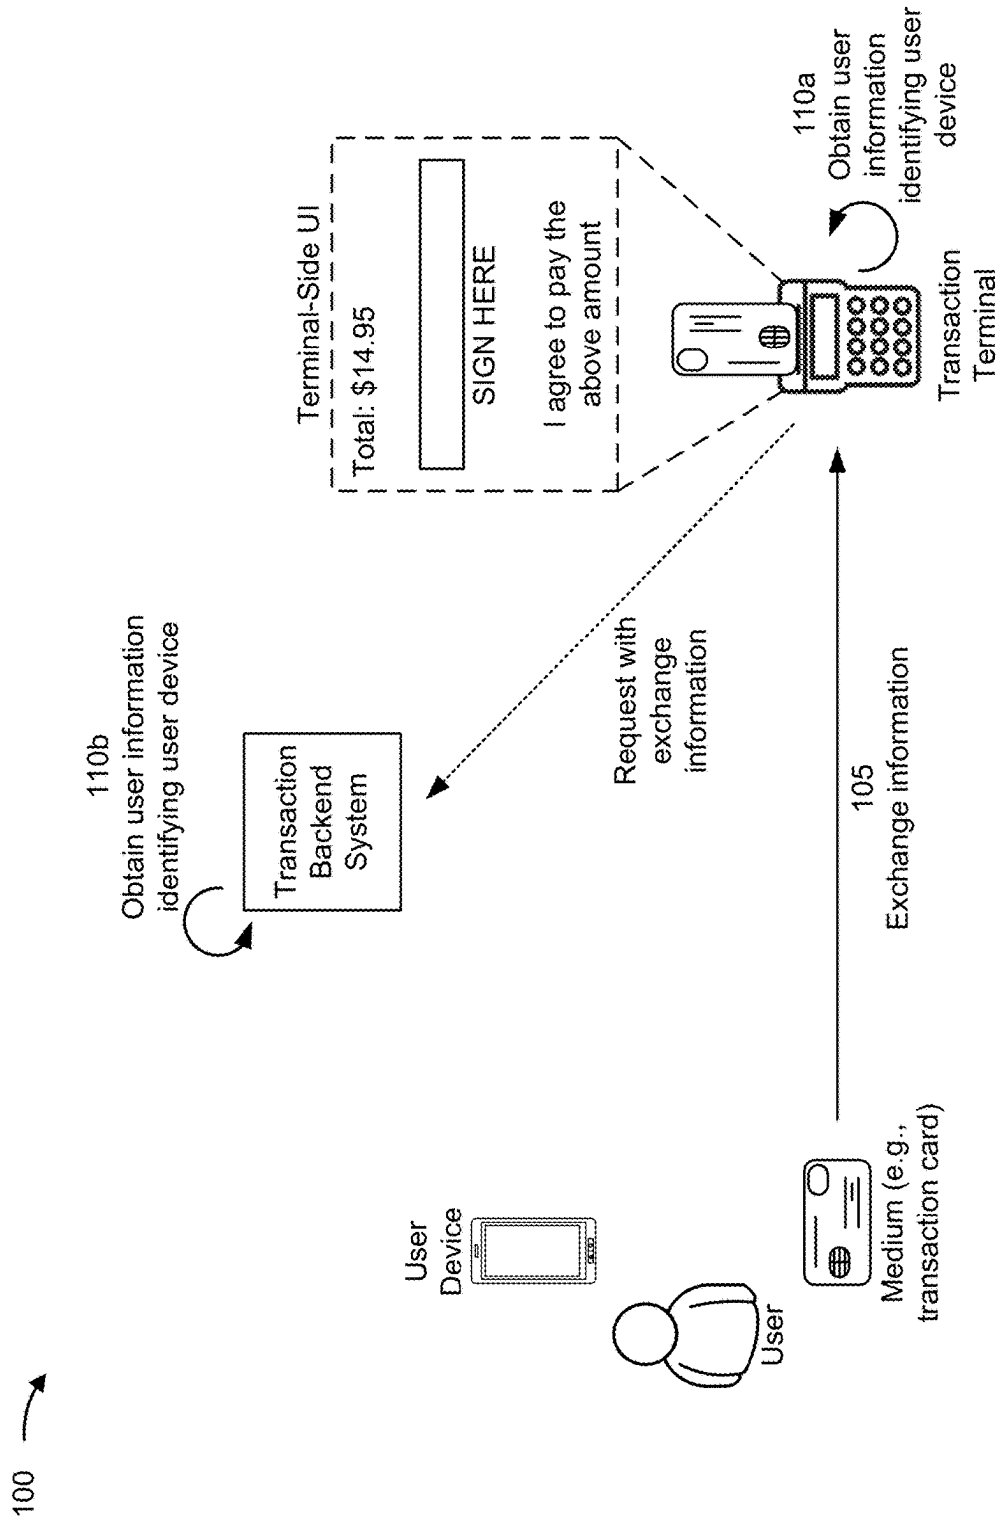 100
110b
Obtain user information
identifying user device
Transaction
Backend
System
Terminal-Side UI
Total: $14.95
SIGN HERE
I agree to pay the
above amount
User
Device
User
Request with
exchange
information
Medium (e.g.,
transaction card)
105
Exchange information
Transaction
Terminal
110a
Obtain user
information
identifying user
device